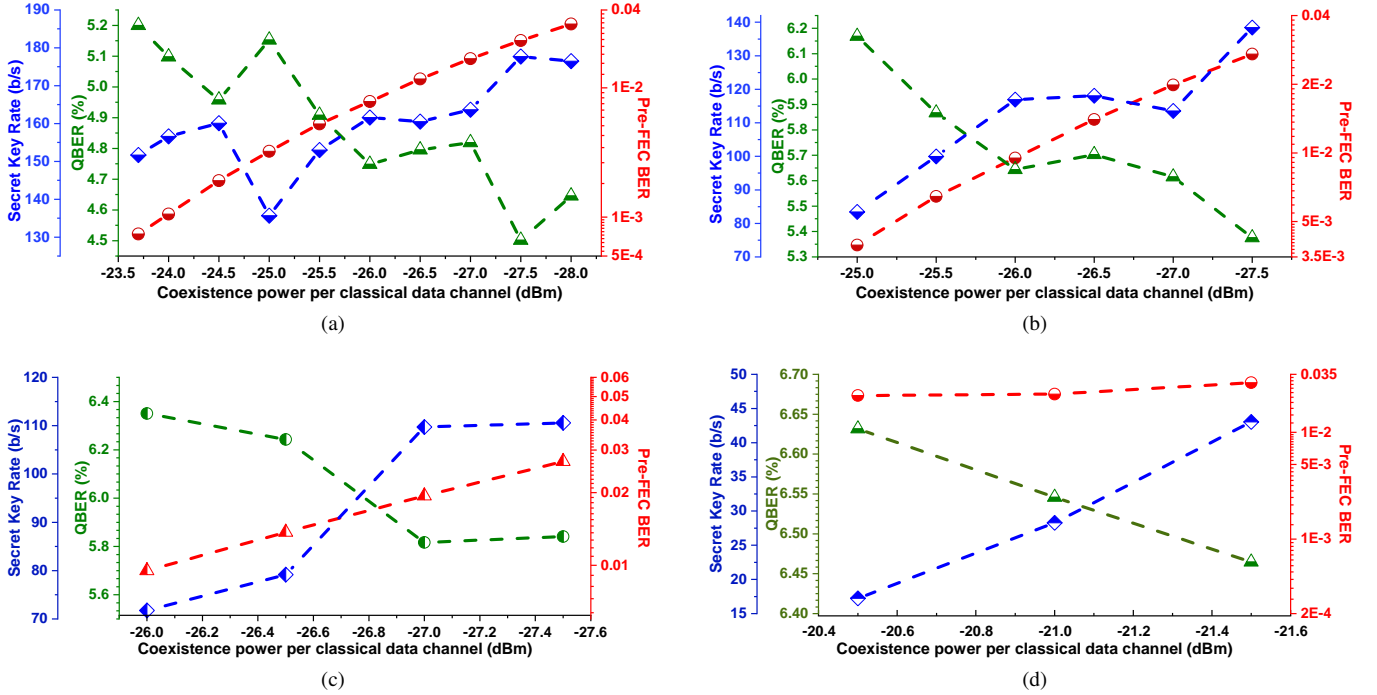 190
180
170
160
150
140
130
Secret Key Rate (b/s)
5.2
5.1
5.0
4.9
4.8
4.7
4.6
4.5
QBER (%)
0.04
1E-2
1E-3
5E-4
Pre-FEC BER
-23.5 -24.0 -24.5 -25.0 -25.5 -26.0 -26.5 -27.0 -27.5 -28.0
Coexistence power per classical data channel (dBm)
(a)
140
130
120
110
100
90
80
70
Secret Key Rate (b/s)
6.2
6.0
5.9
5.7
5.6
5.4
5.3
QBER (%)
0.04
2E-2
1E-2
5E-3
3.5E-3
Pre-FEC BER
-25.0 -25.5 -26.0 -26.5 -27.0 -27.5
Coexistence power per classical data channel (dBm)
(b)
120
110
100
90
80
70
Secret Key Rate (b/s)
6.4
6.2
6.0
5.8
5.6
QBER (%)
0.06
0.04
0.03
0.02
0.01
Pre-FEC BER
-26.0 -26.2 -26.4 -26.6 -26.8 -27.0 -27.2 -27.4 -27.6
Coexistence power per classical data channel (dBm)
(c)
50
45
40
35
30
25
20
15
Secret Key Rate (b/s)
6.70
6.65
6.60
6.55
6.50
6.45
6.40
QBER (%)
0.035
1E-2
5E-3
1E-3
2E-4
Pre-FEC BER
-20.4 -20.6 -20.8 -21.0 -21.2 -21.4 -21.6
Coexistence power per classical data channel (dBm)
(d)